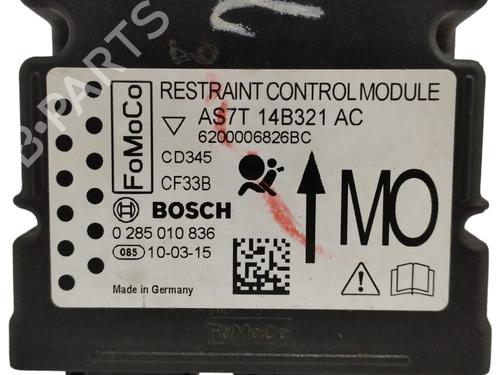 B-PARTS
FoMoCo
RESTRAINT CONTROL MODULE
AS7T 14B321 AC
6200006826BC
CD345
CF33B
BOSCH
0 285 010 836
085 10-03-15
Made in Germany
MO
FoMoCo